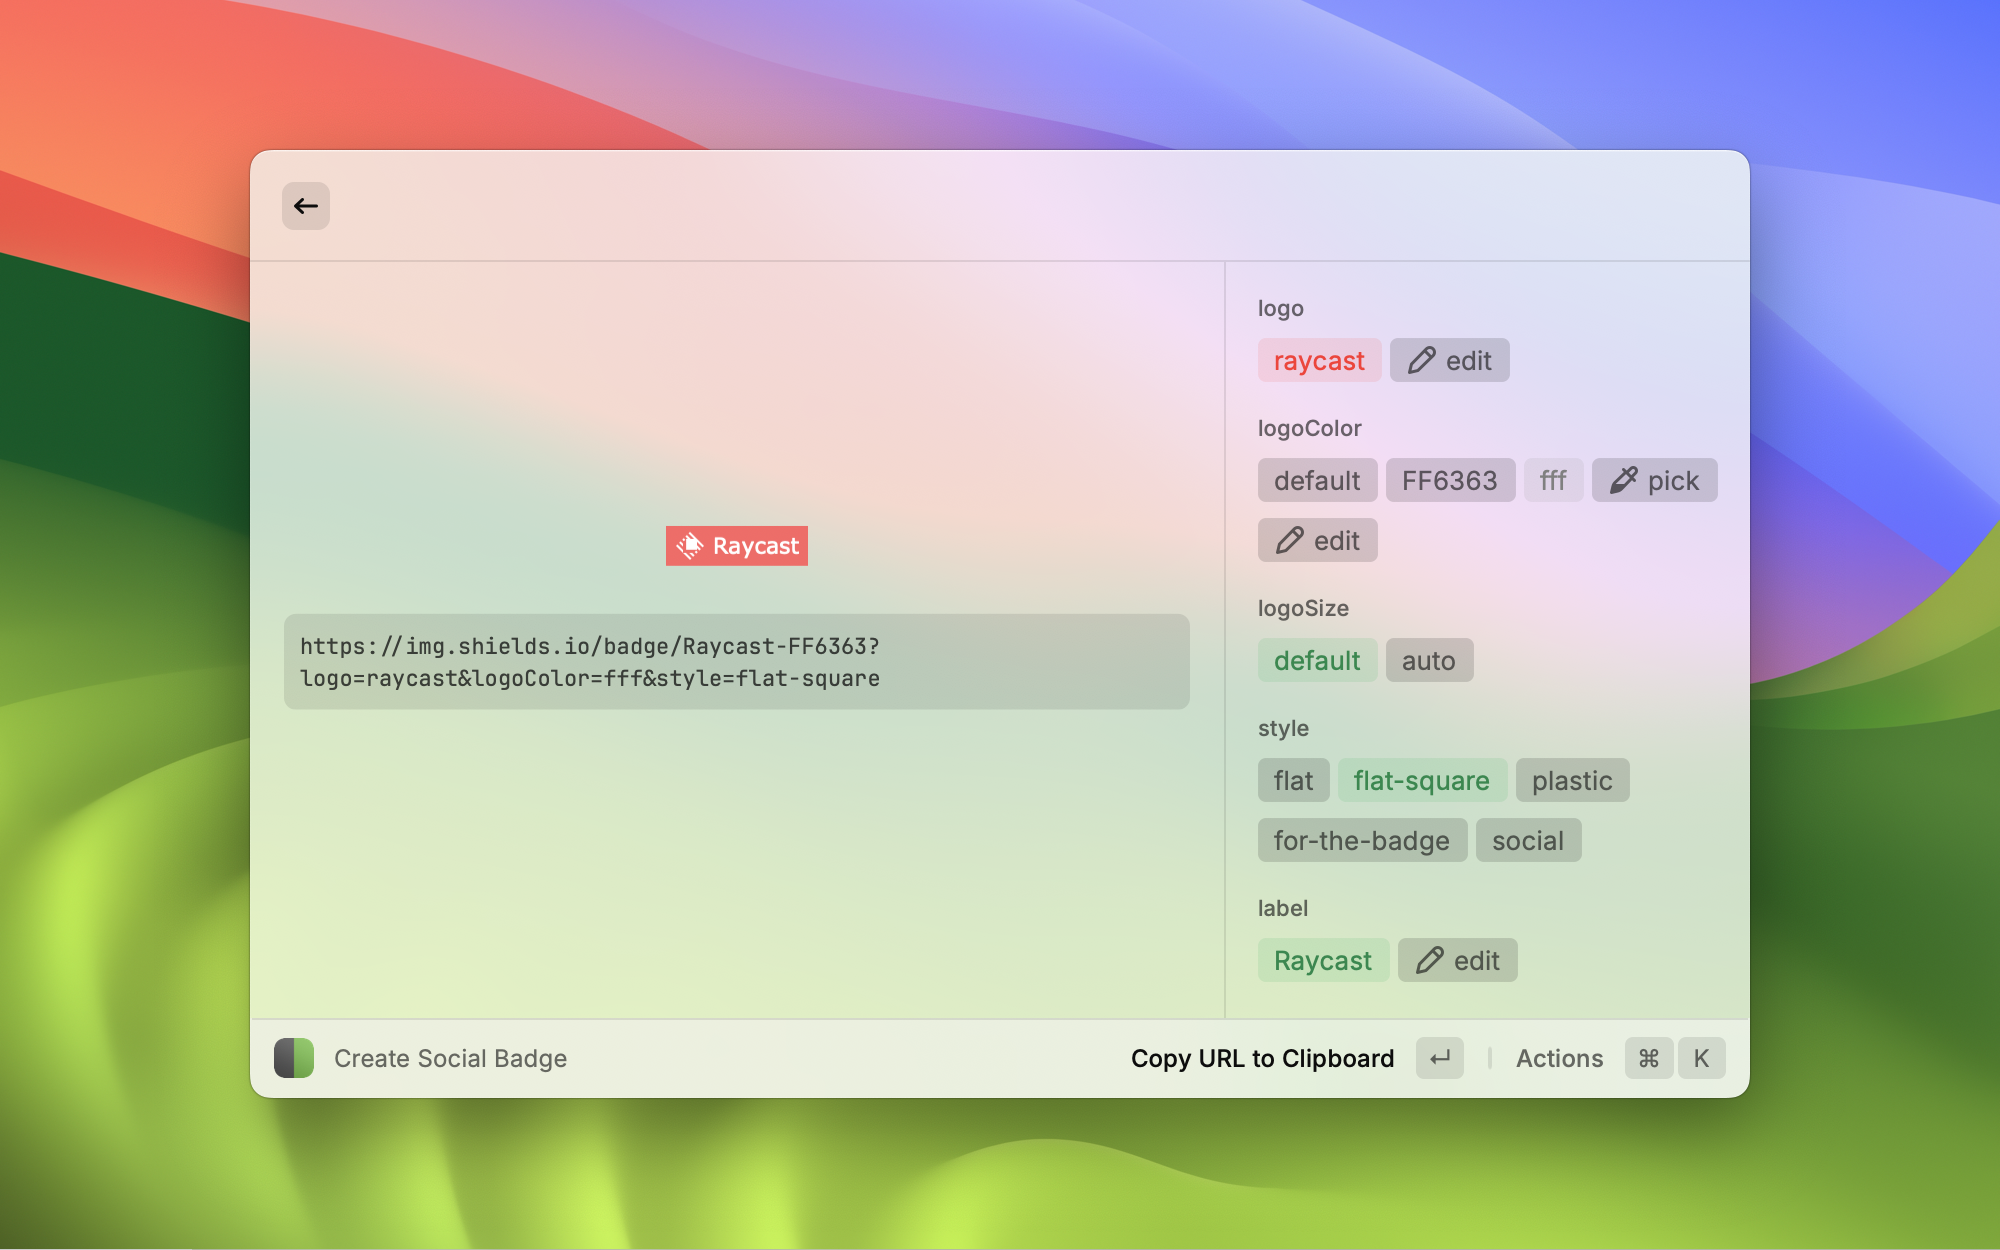 Raycast
https://img.shields.io/badge/Raycast-FF6363?
logo=raycast&logoColor=fff&style=flat-square
logo
raycast edit
logoColor
default FF6363 fff pick
edit
logoSize
default auto
style
flat flat-square plastic
for-the-badge social
label
Raycast edit
Create Social Badge Copy URL to Clipboard Actions ⌘ K